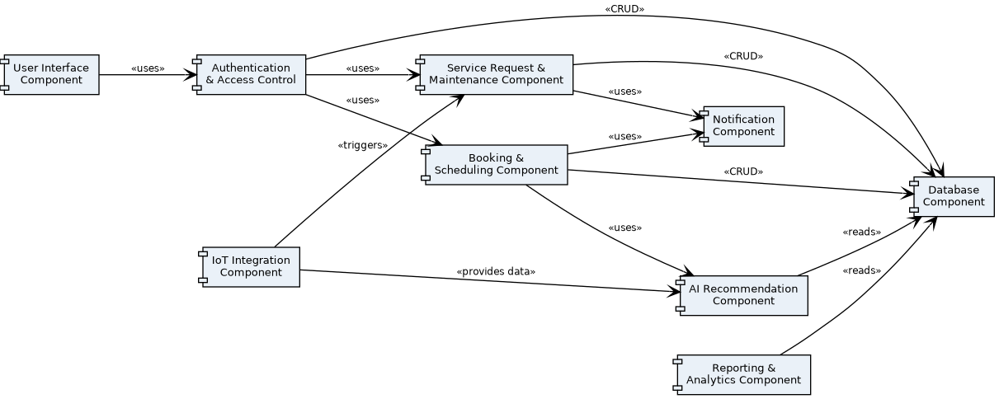 «CRUD»
User Interface
Component
«uses»
Authentication
& Access Control
«uses»
Service Request &
Maintenance Component
«CRUD»
«uses»
«uses»
Notification
Component
«triggers»
«uses»
Booking &
Scheduling Component
«CRUD»
Database
Component
«uses»
«reads»
IoT Integration
Component
«provides data»
«reads»
AI Recommendation
Component
Reporting &
Analytics Component